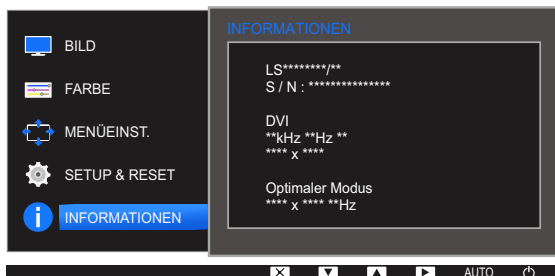 BILD
FARBE
MENÜEINST.
SETUP & RESET
INFORMATIONEN
INFORMATIONEN
LS********/**
S / N : ***************
DVI
**kHz **Hz **
**** x ****
Optimaler Modus
**** x **** **Hz
AUTO